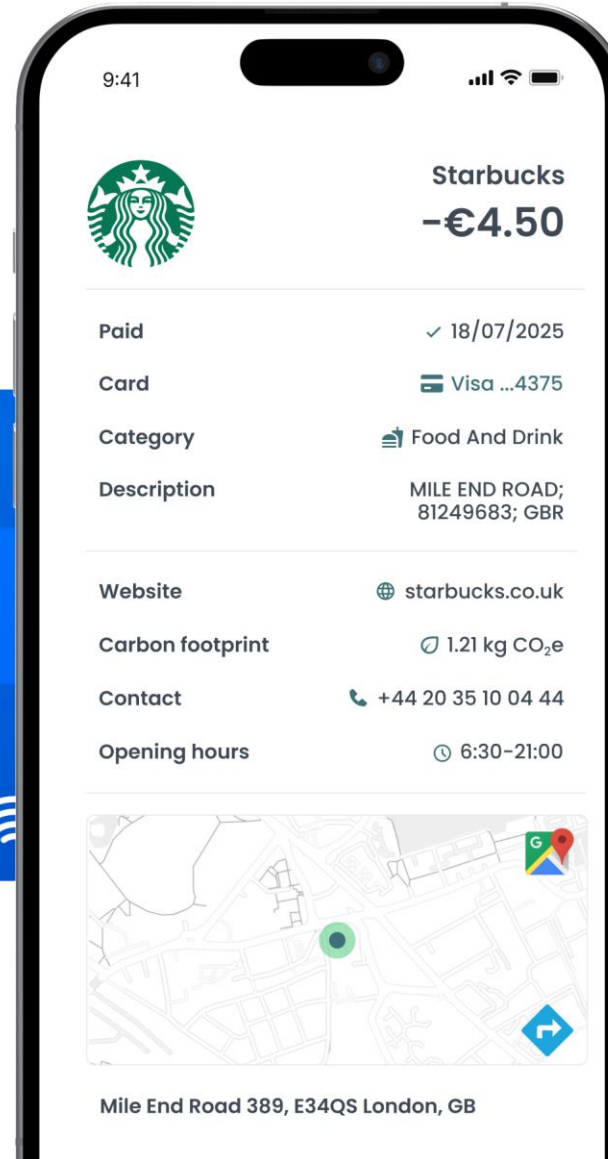 9:41
Starbucks
-€4.50
Paid ✓ 18/07/2025
Card Visa ...4375
Category Food And Drink
Description MILE END ROAD;
81249683; GBR
Website starbucks.co.uk
Carbon footprint 1.21 kg CO₂e
Contact +44 20 35 10 04 44
Opening hours 6:30-21:00
G
Mile End Road 389, E34QS London, GB